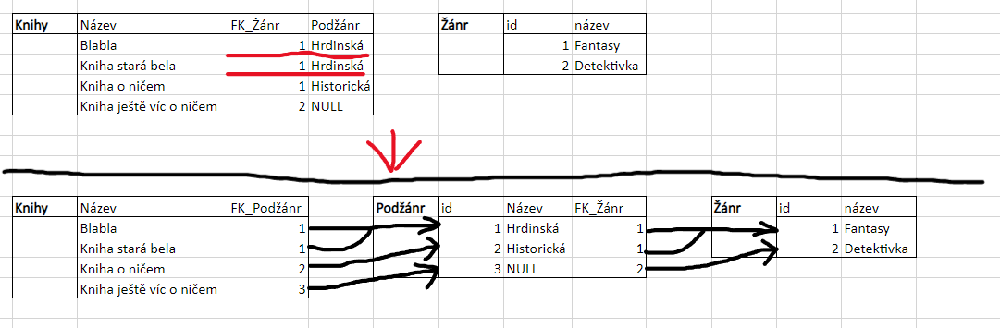 Knihy Název FK_Žánr Podžánr Žánr id název
Blabla 1 Hrdinská 1 Fantasy
Kniha stará bela 1 Hrdinská 2 Detektivka
Kniha o ničem 1 Historická
Kniha ještě víc o ničem 2 NULL
Knihy Název FK_Podžánr Podžánr id Název FK_Žánr Žánr id název
Blabla 1 1 Hrdinská 1 1 Fantasy
Kniha stará bela 1 2 Historická 1 2 Detektivka
Kniha o ničem 2 3 NULL 2
Kniha ještě víc o ničem 3